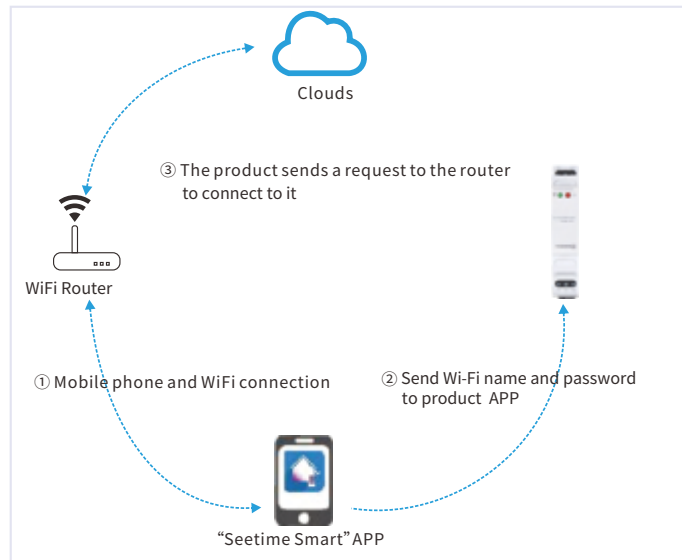 Clouds
③ The product sends a request to the router
to connect to it
WiFi Router
① Mobile phone and WiFi connection
② Send Wi-Fi name and password
to product APP
“Seetime Smart” APP